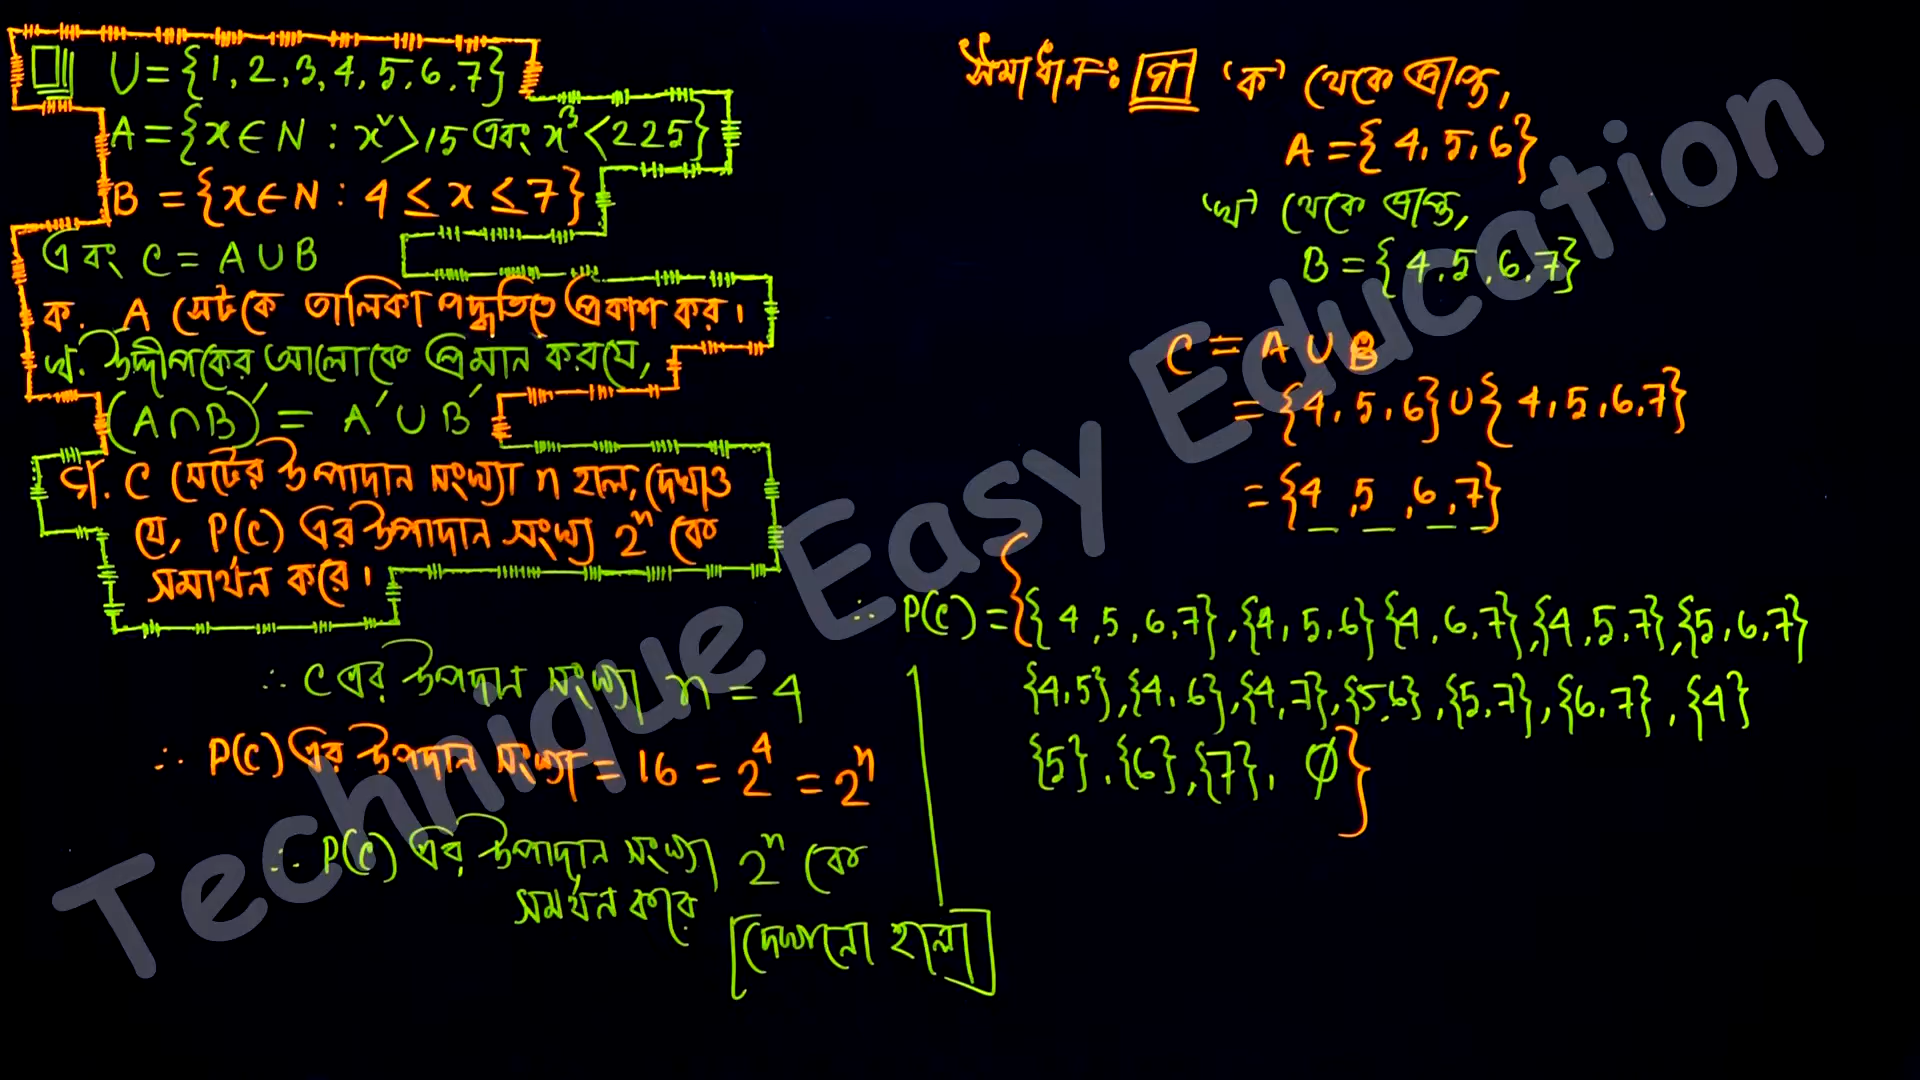 U = {1, 2, 3, 4, 5, 6, 7}
A = {x ∈ N : x² > 15 এবং x³ < 225}
B = {x ∈ N : 4 ≤ x ≤ 7}
এবং C = A ∪ B
ক. A সেটকে তালিকা পদ্ধতিতে প্রকাশ কর।
খ. উদ্দীপকের আলোকে প্রমান কর যে,
(A ∩ B)′ = A′ ∪ B′
গ. C সেটের উপাদান সংখ্যা n হলে, দেখাও
যে, P(C) এর উপাদান সংখ্য 2ⁿ কে
সমার্থন করে।
সমাধান: গ 'ক' থেকে প্রাপ্ত,
A = {4, 5, 6}
'খ' থেকে প্রাপ্ত,
B = {4, 5, 6, 7}
C = A ∪ B
= {4, 5, 6} ∪ {4, 5, 6, 7}
= {4, 5, 6, 7}
∴ P(C) = {{4, 5, 6, 7}, {4, 5, 6} {4, 6, 7}, {4, 5, 7}, {5, 6, 7}
{4, 5}, {4, 6}, {4, 7}, {5, 6}, {5, 7}, {6, 7}, {4}
{5}, {6}, {7}, ∅}
∴ C এর উপাদান সংখ্যা n = 4
∴ P(C) এর উপাদান সংখ্যা = 16 = 2⁴ = 2ⁿ
∴ P(C) এর উপাদান সংখ্যা 2ⁿ কে
সমর্থন করে
[দেখানো হলো]
Technique Easy Education